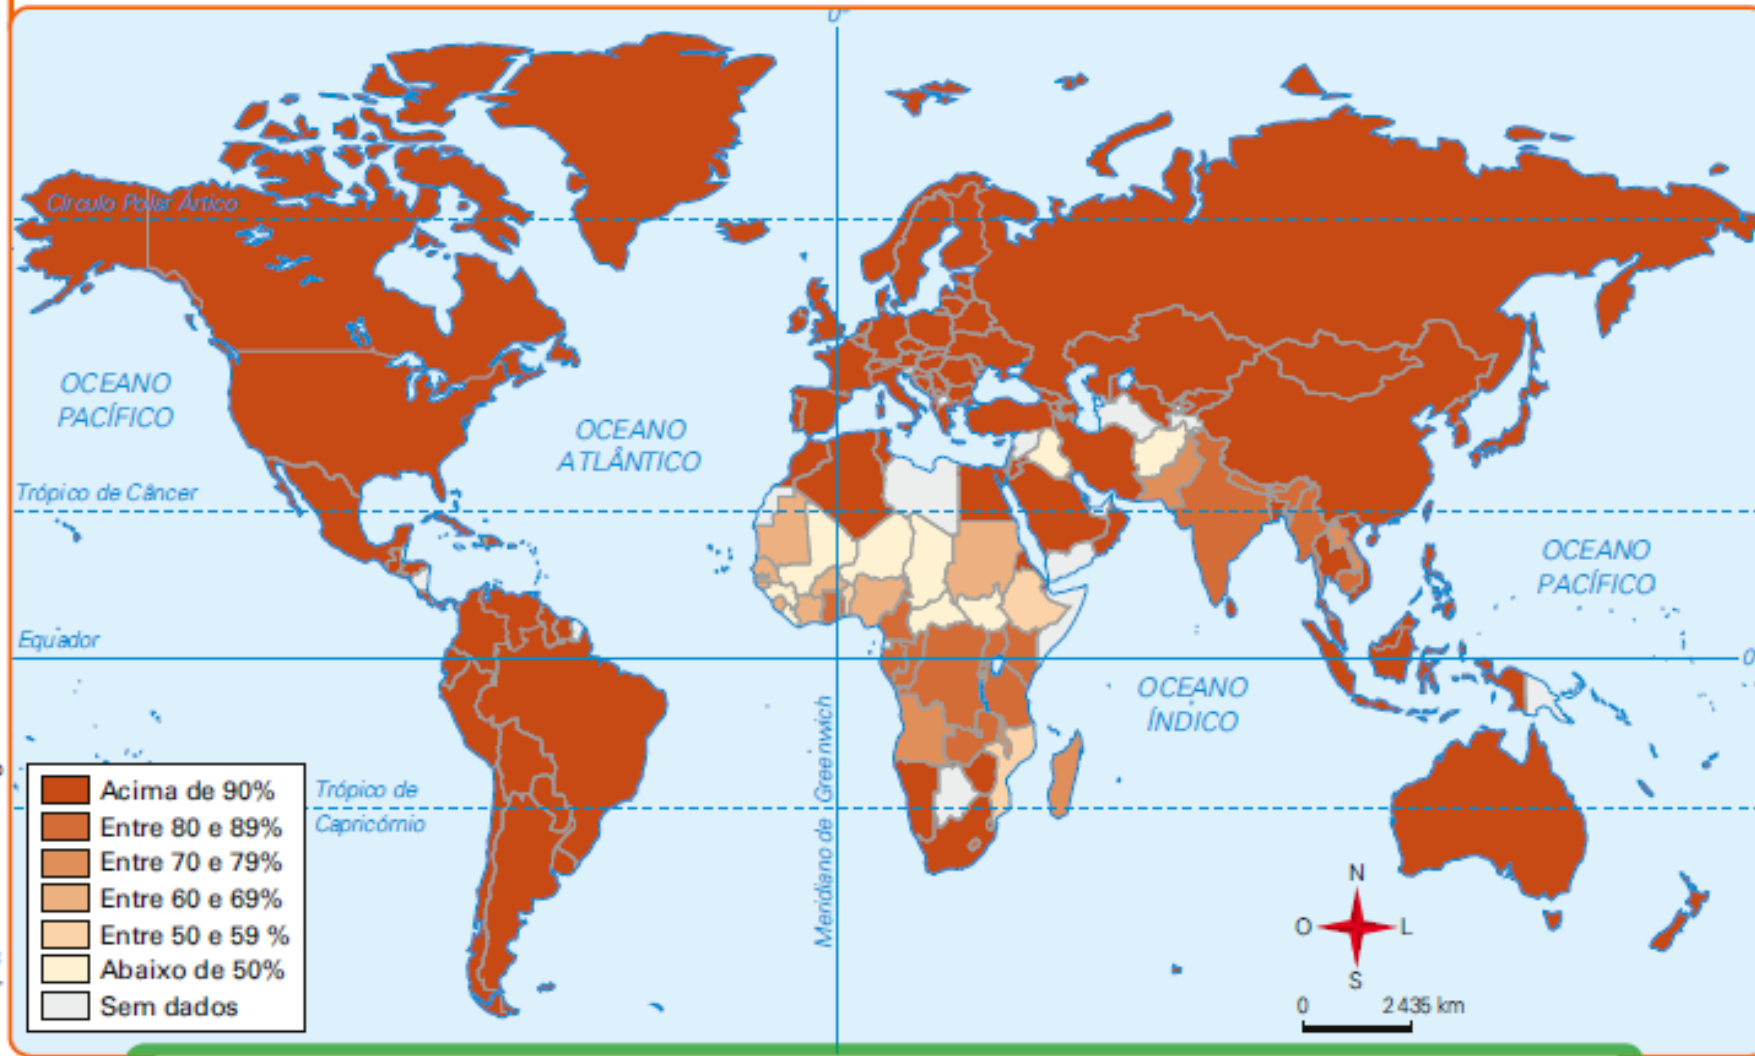 0°
Círculo Polar Ártico
OCEANO
PACÍFICO
OCEANO
ATLÂNTICO
Trópico de Câncer
OCEANO
PACÍFICO
Equador
0
OCEANO
ÍNDICO
Meridiano de Greenwich
Trópico de
Capricórnio
Acima de 90%
Entre 80 e 89%
Entre 70 e 79%
Entre 60 e 69%
Entre 50 e 59 %
Abaixo de 50%
Sem dados
N
O
L
S
0
2 435 km